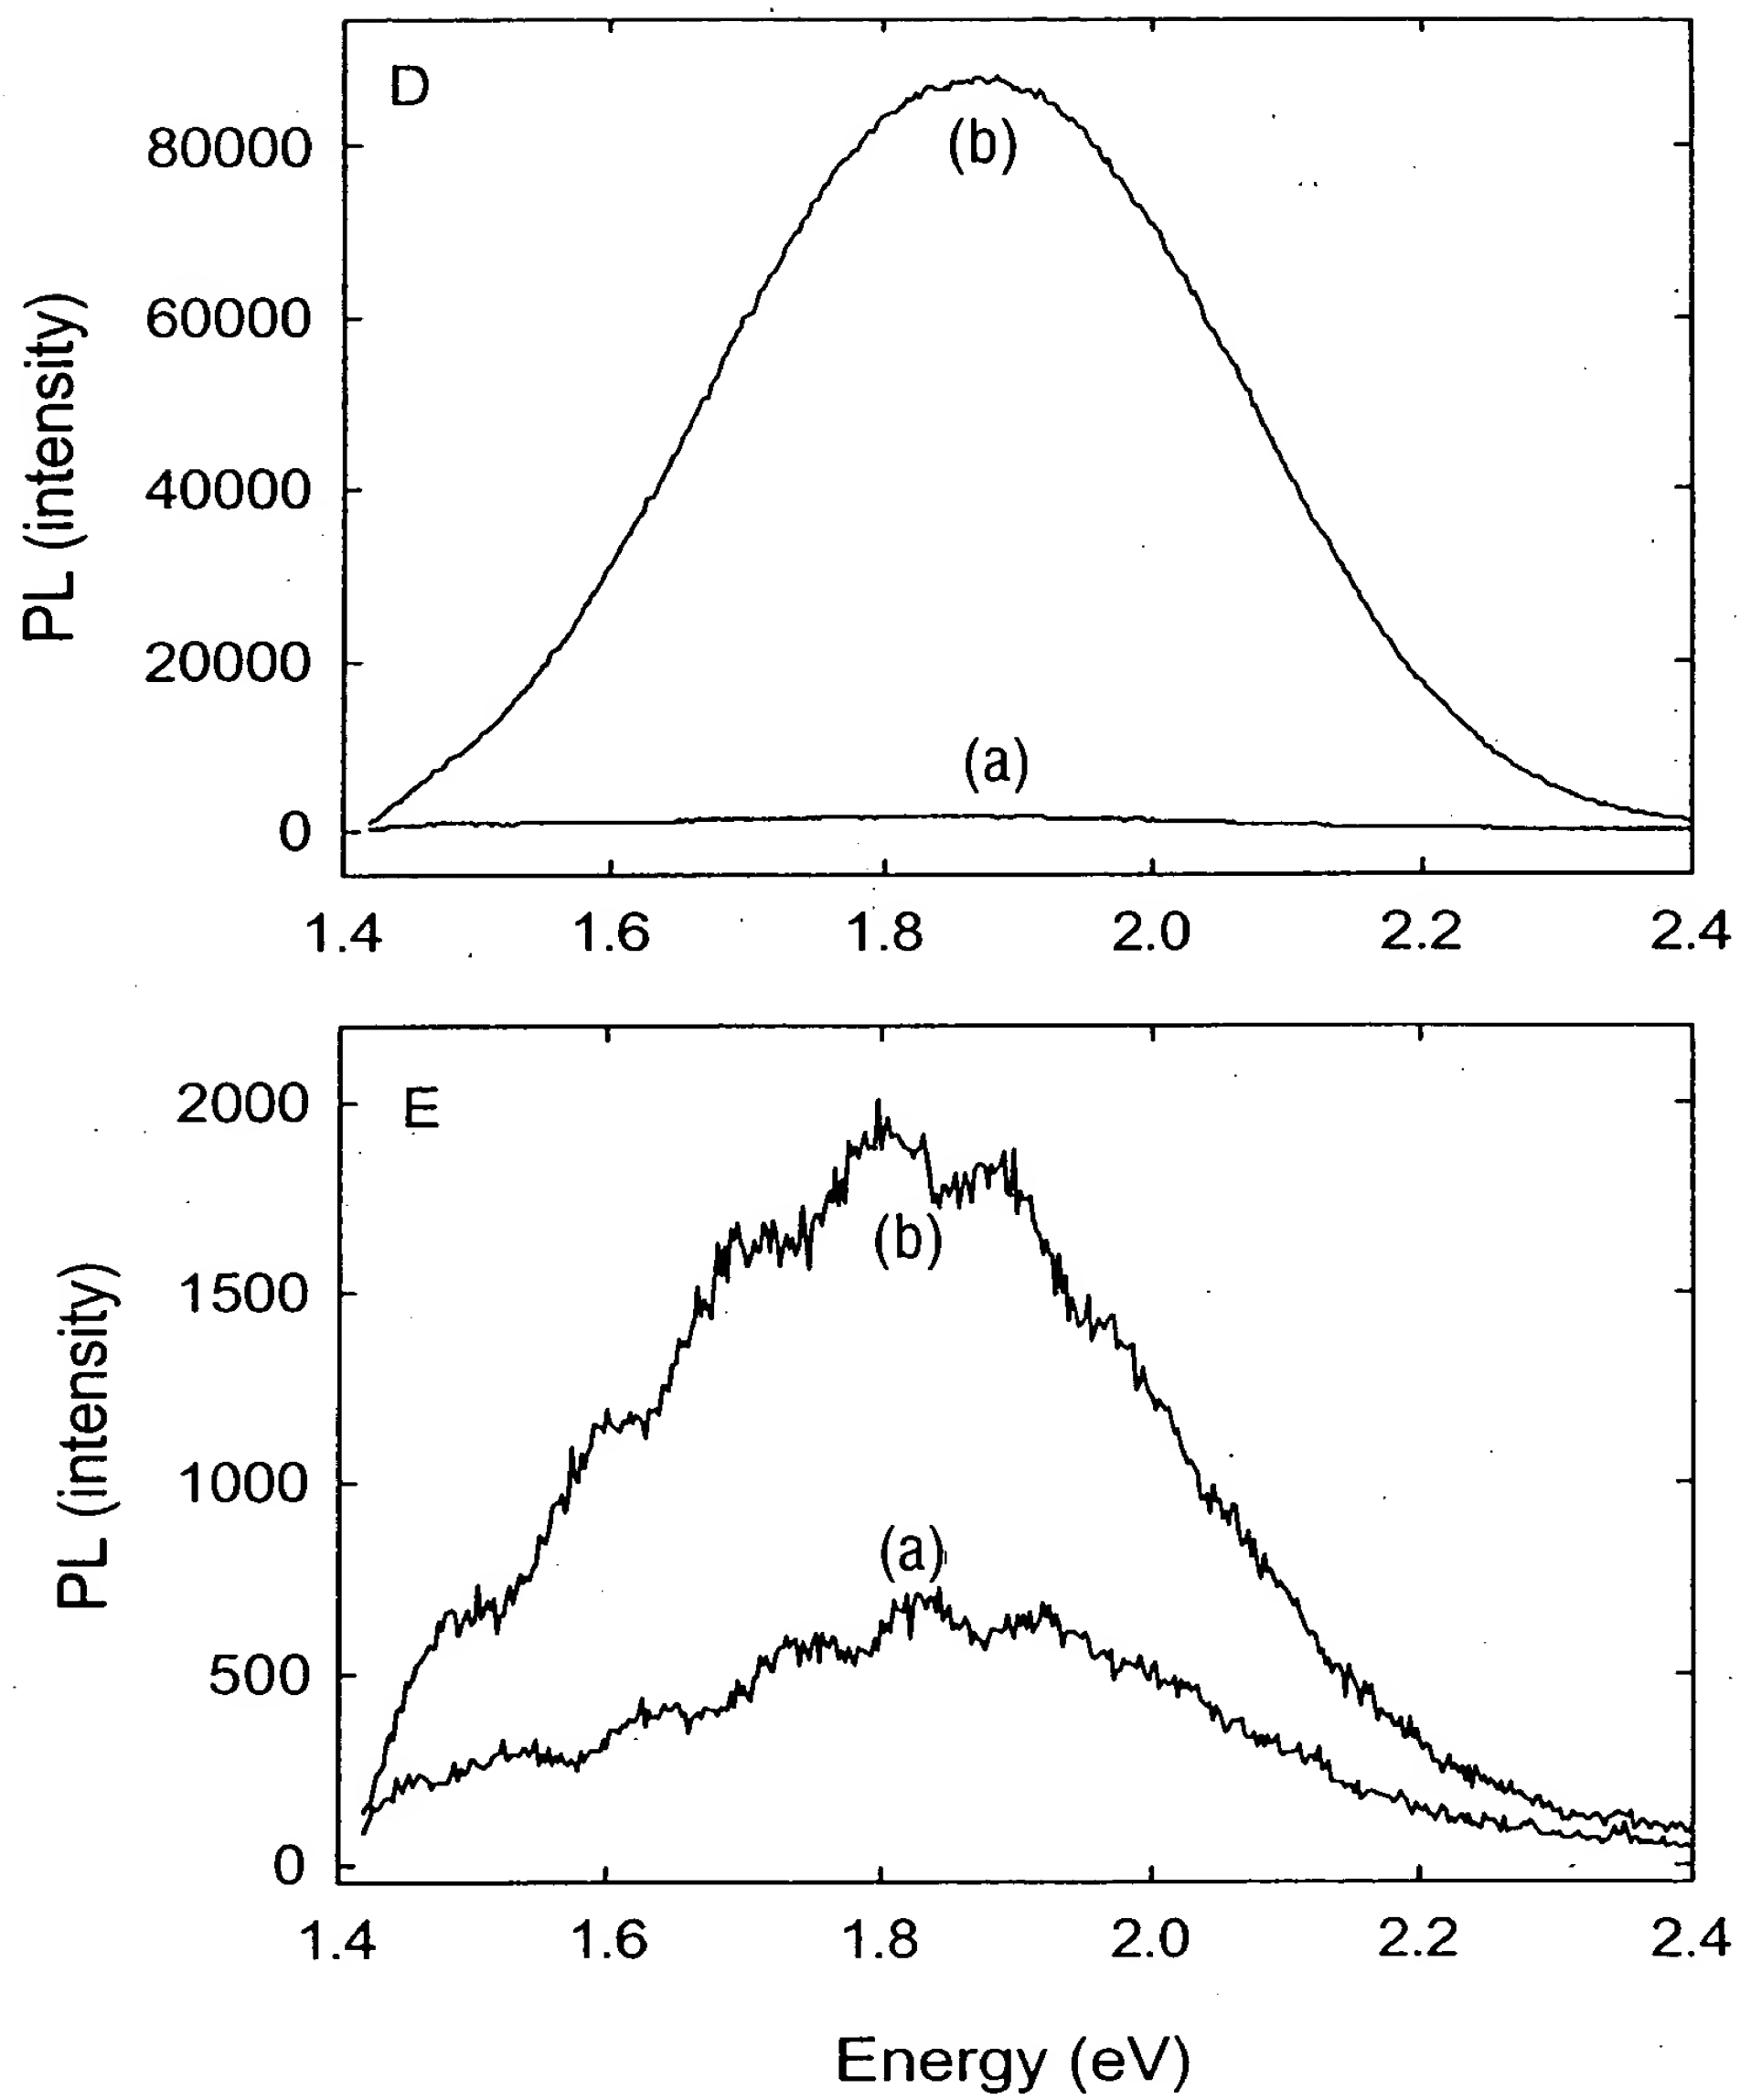 D
(b)
80000
60000
40000
20000
(a)
0
PL (intensity)
1.4 1.6 1.8 2.0 2.2 2.4
E
2000
(b)
1500
1000
(a)
500
0
PL (intensity)
1.4 1.6 1.8 2.0 2.2 2.4
Energy (eV)